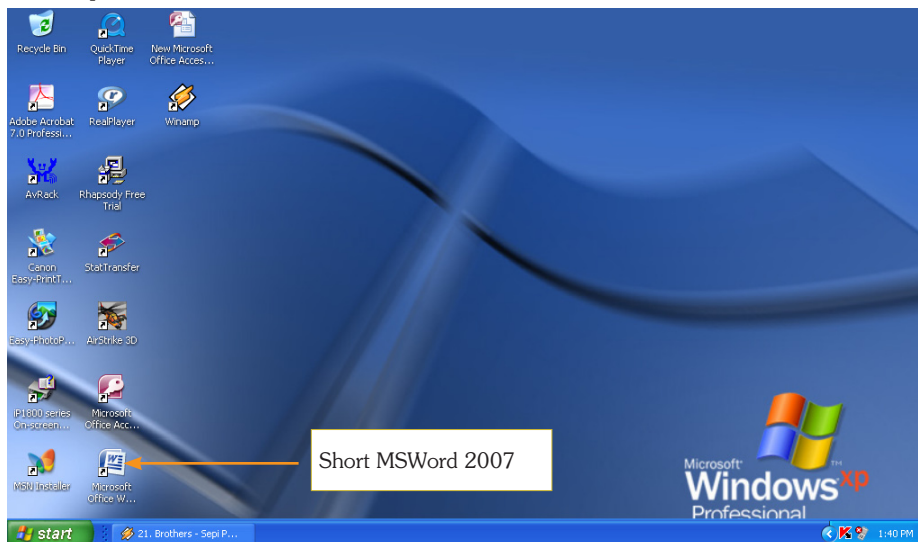 Recycle Bin
QuickTime
Player
New Microsoft
Office Acces...
Adobe Acrobat
7.0 Professi...
RealPlayer
Winamp
AvRack
Rhapsody Free
Trial
Canon
Easy-PrintT...
StatTransfer
Easy-PhotoP...
AirStrike 3D
iP1800 series
On-screen...
Microsoft
Office Acc...
MSN Installer
Microsoft
Office W...
Short MSWord 2007
Microsoft
Windows xp
Professional
start
21. Brothers - Sepi P...
1:40 PM